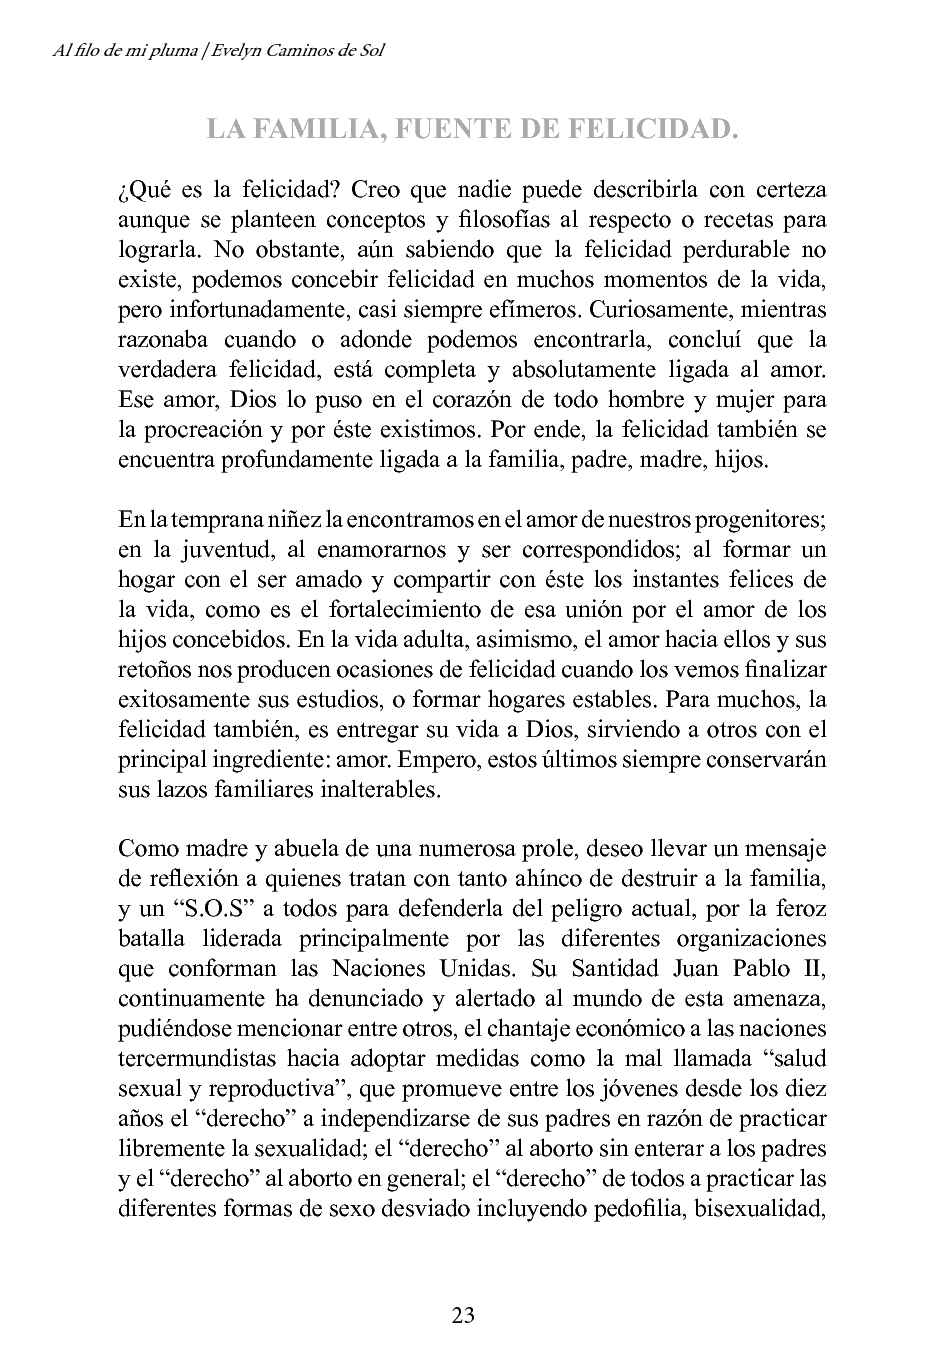 Al filo de mi pluma | Evelyn Caminos de Sol
LA FAMILIA, FUENTE DE FELICIDAD.
¿Qué es la felicidad? Creo que nadie puede describirla con certeza
aunque se planteen conceptos y filosofías al respecto o recetas para
lograrla. No obstante, aún sabiendo que la felicidad perdurable no
existe, podemos concebir felicidad en muchos momentos de la vida,
pero infortunadamente, casi siempre efímeros. Curiosamente, mientras
razonaba cuando o adonde podemos encontrarla, concluí que la
verdadera felicidad, está completa y absolutamente ligada al amor.
Ese amor, Dios lo puso en el corazón de todo hombre y mujer para
la procreación y por éste existimos. Por ende, la felicidad también se
encuentra profundamente ligada a la familia, padre, madre, hijos.
En la temprana niñez la encontramos en el amor de nuestros progenitores;
en la juventud, al enamorarnos y ser correspondidos; al formar un
hogar con el ser amado y compartir con éste los instantes felices de
la vida, como es el fortalecimiento de esa unión por el amor de los
hijos concebidos. En la vida adulta, asimismo, el amor hacia ellos y sus
retoños nos producen ocasiones de felicidad cuando los vemos finalizar
exitosamente sus estudios, o formar hogares estables. Para muchos, la
felicidad también, es entregar su vida a Dios, sirviendo a otros con el
principal ingrediente: amor. Empero, estos últimos siempre conservarán
sus lazos familiares inalterables.
Como madre y abuela de una numerosa prole, deseo llevar un mensaje
de reflexión a quienes tratan con tanto ahínco de destruir a la familia,
y un “S.O.S” a todos para defenderla del peligro actual, por la feroz
batalla liderada principalmente por las diferentes organizaciones
que conforman las Naciones Unidas. Su Santidad Juan Pablo II,
continuamente ha denunciado y alertado al mundo de esta amenaza,
pudiéndose mencionar entre otros, el chantaje económico a las naciones
tercermundistas hacia adoptar medidas como la mal llamada “salud
sexual y reproductiva”, que promueve entre los jóvenes desde los diez
años el “derecho” a independizarse de sus padres en razón de practicar
libremente la sexualidad; el “derecho” al aborto sin enterar a los padres
y el “derecho” al aborto en general; el “derecho” de todos a practicar las
diferentes formas de sexo desviado incluyendo pedofilia, bisexualidad,
23